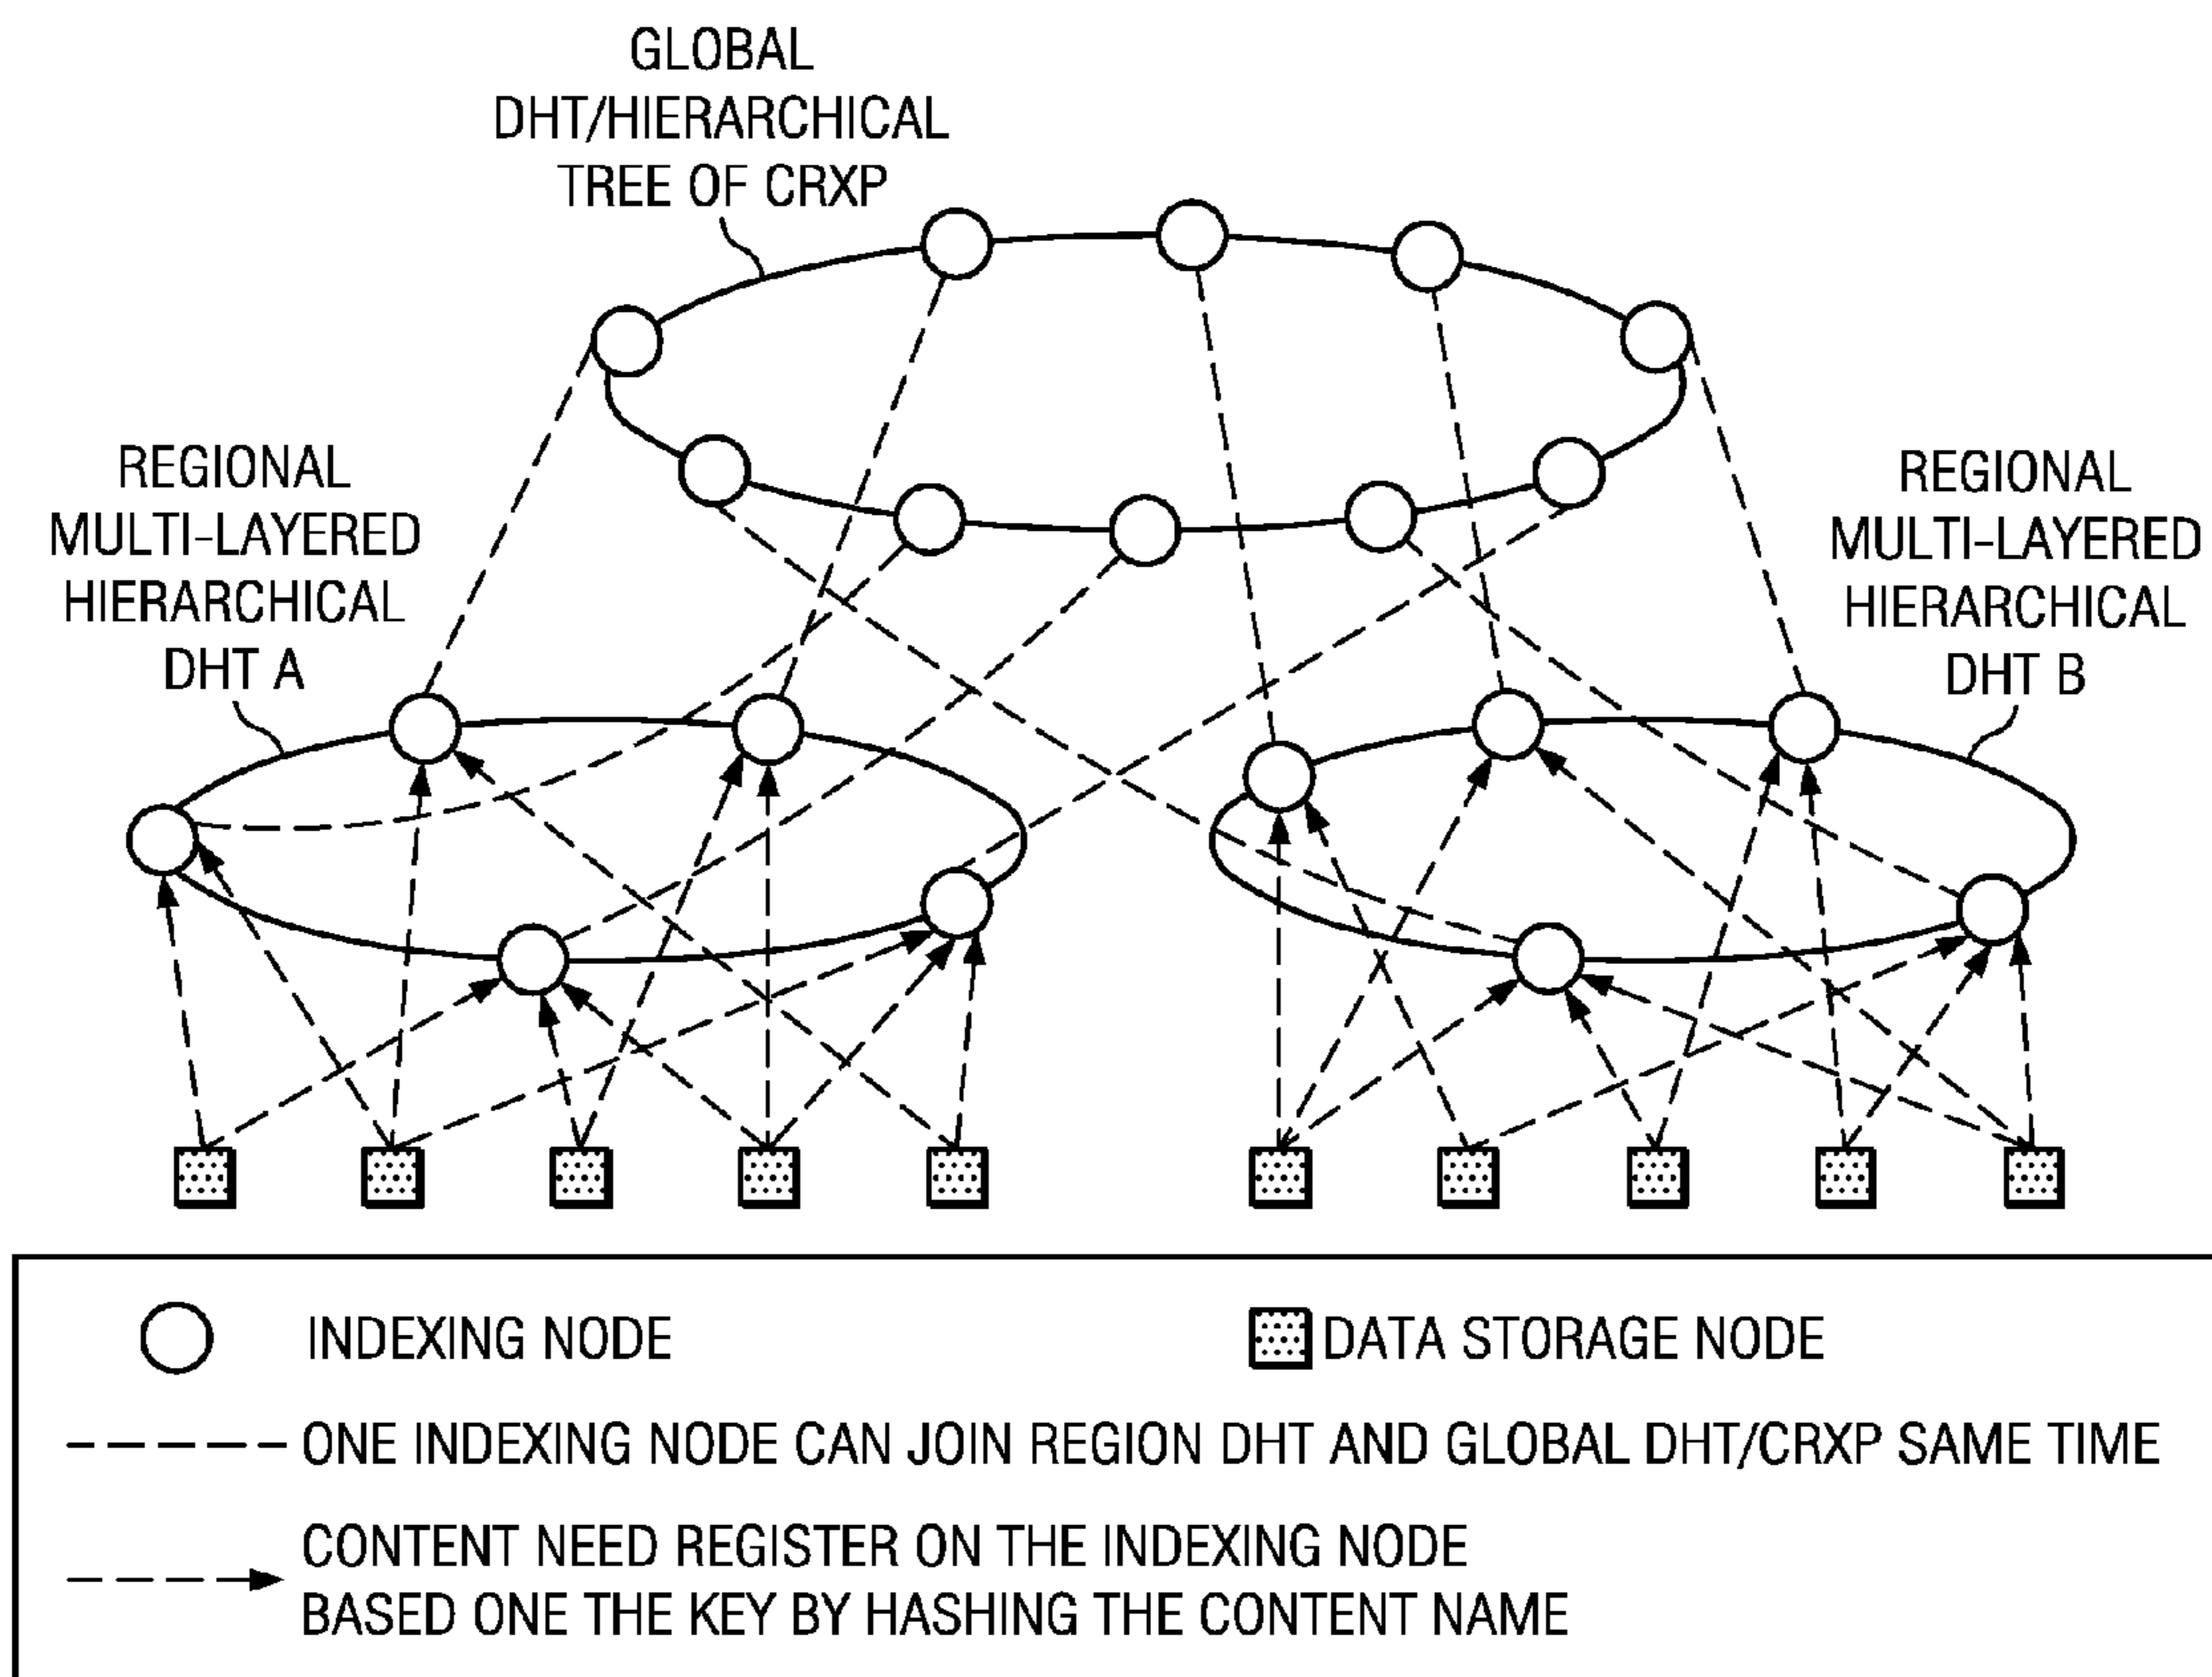 GLOBAL
DHT/HIERARCHICAL
TREE OF CRXP
REGIONAL
MULTI-LAYERED
HIERARCHICAL
DHT A
REGIONAL
MULTI-LAYERED
HIERARCHICAL
DHT B
INDEXING NODE
DATA STORAGE NODE
ONE INDEXING NODE CAN JOIN REGION DHT AND GLOBAL DHT/CRXP SAME TIME
CONTENT NEED REGISTER ON THE INDEXING NODE
BASED ONE THE KEY BY HASHING THE CONTENT NAME